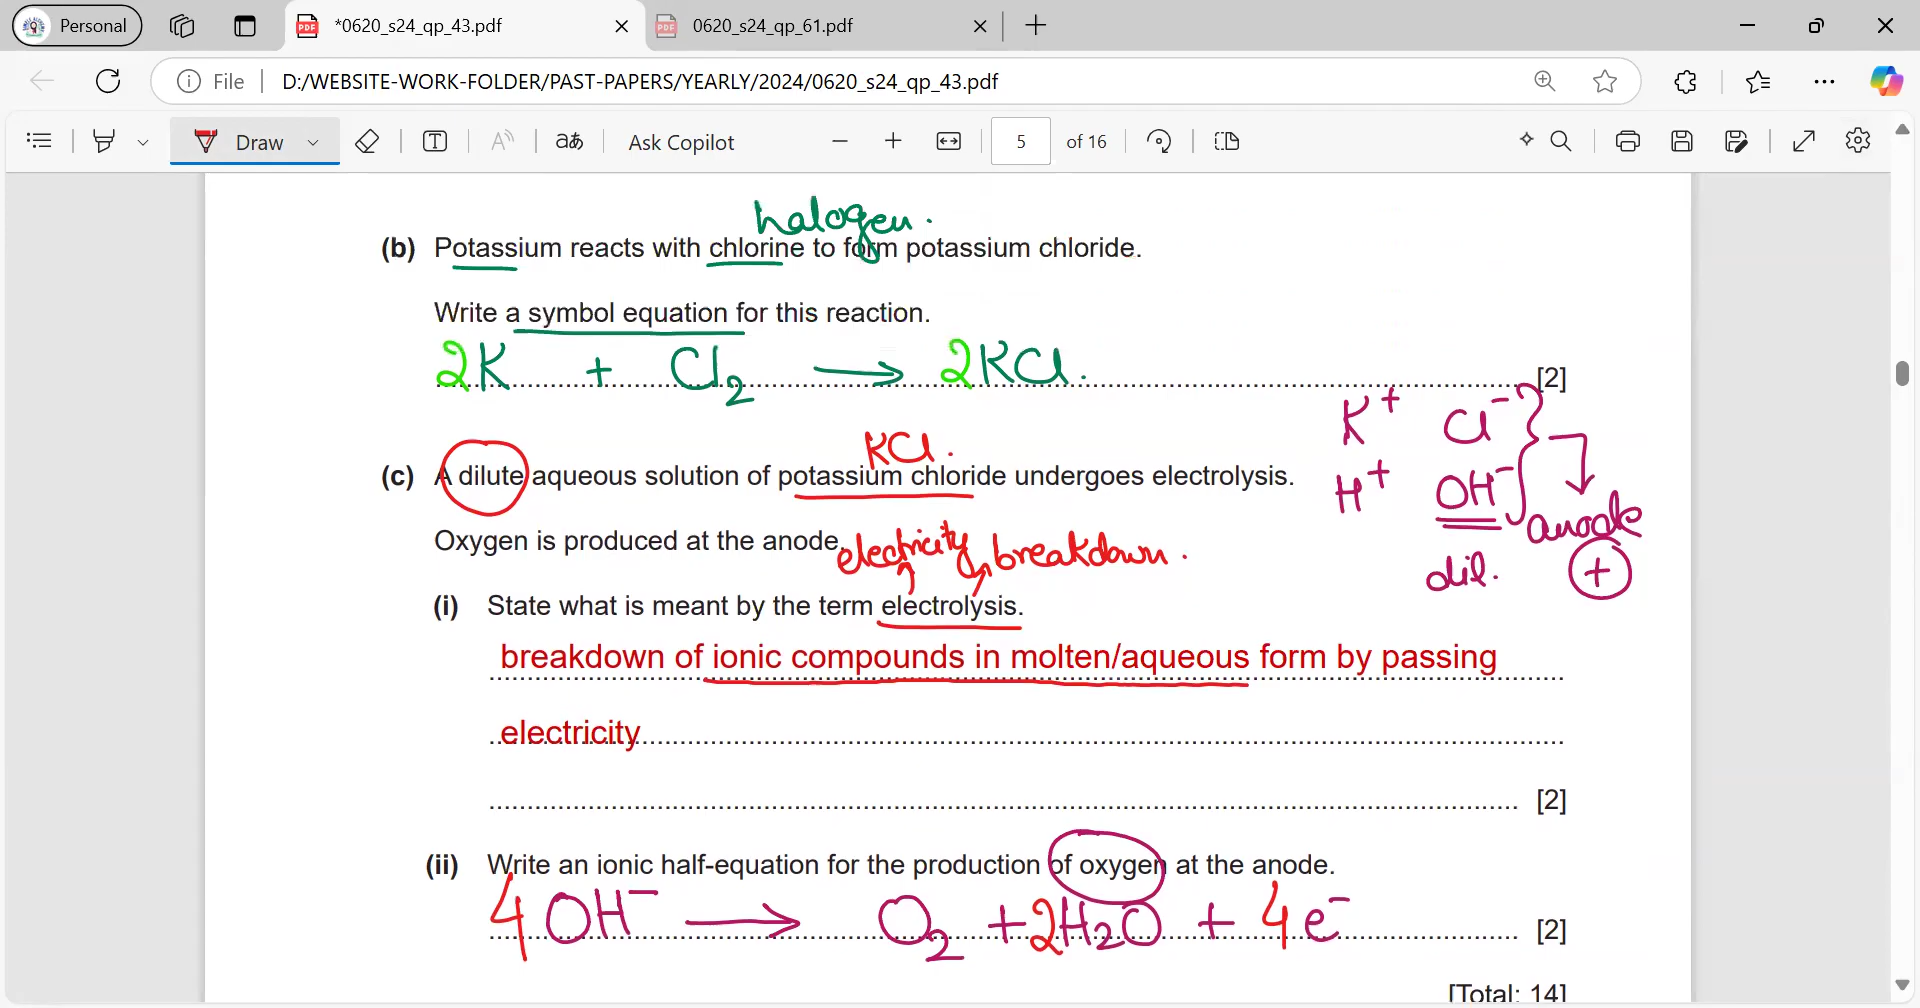 Personal
*0620_s24_qp_43.pdf
0620_s24_qp_61.pdf
File
D:/WEBSITE-WORK-FOLDER/PAST-PAPERS/YEARLY/2024/0620_s24_qp_43.pdf
Draw
Ask Copilot
5 of 16
halogen.
(b) Potassium reacts with chlorine to form potassium chloride.
Write a symbol equation for this reaction.
2K + Cl₂ → 2KCl.
[2]
K⁺ Cl⁻
KCl.
(c) A dilute aqueous solution of potassium chloride undergoes electrolysis.
H⁺ OH⁻
anode
Oxygen is produced at the anode.
electricity breakdown.
dil. +
(i) State what is meant by the term electrolysis.
breakdown of ionic compounds in molten/aqueous form by passing
electricity
[2]
(ii) Write an ionic half-equation for the production of oxygen at the anode.
4OH⁻ → O₂ + 2H₂O + 4e⁻
[2]
[Total: 14]